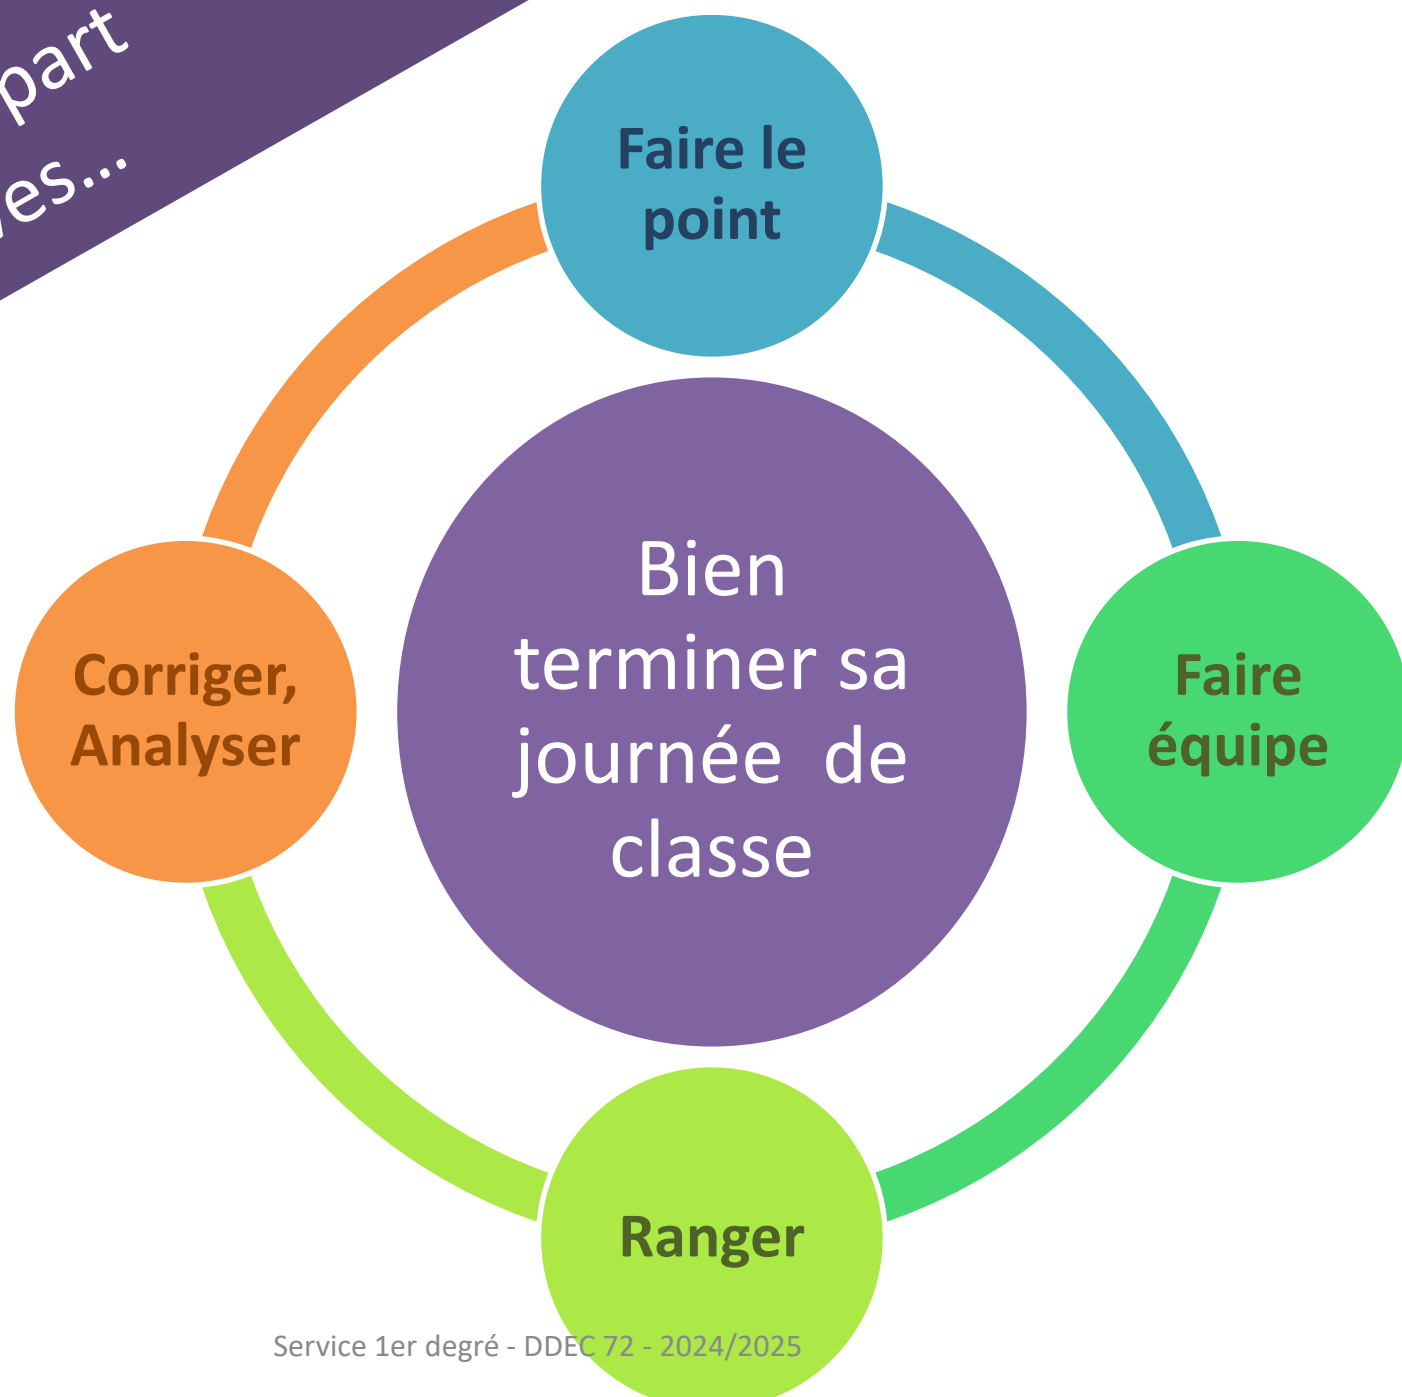 part
Faire le
point
Bien
terminer sa
journée de
classe
Corriger,
Analyser
Faire
équipe
Ranger
Service 1er degré - DDEC 72 - 2024/2025